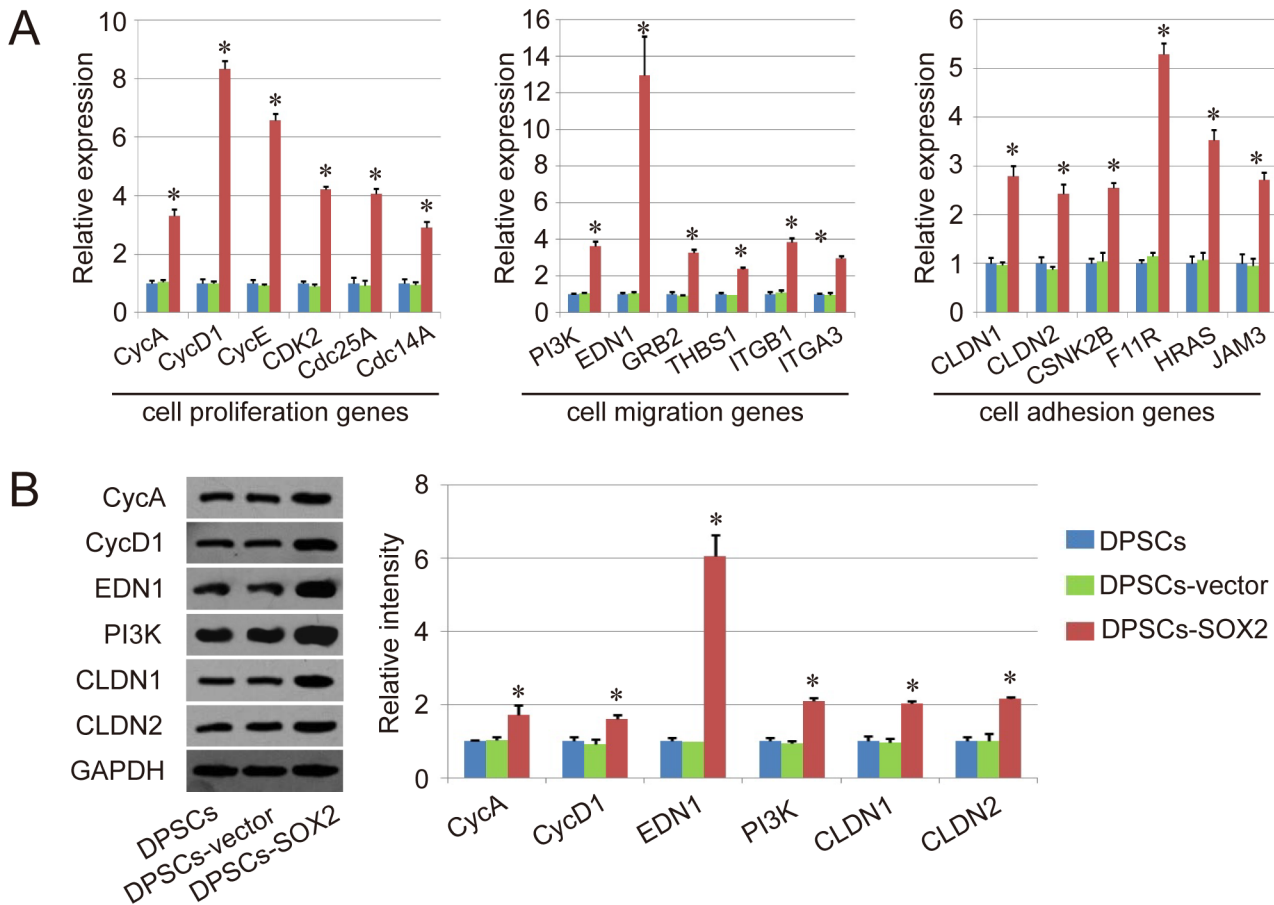 A
Relative expression
10
8
6
4
2
0
* * * * * *
CycA CycD1 CycE CDK2 Cdc25A Cdc14A
cell proliferation genes
Relative expression
16
14
12
10
8
6
4
2
0
* * * * * *
PI3K EDN1 GRB2 THBS1 ITGB1 ITGA3
cell migration genes
Relative expression
6
5
4
3
2
1
0
* * * * * *
CLDN1 CLDN2 CSNK2B F11R HRAS JAM3
cell adhesion genes
B
CycA
CycD1
EDN1
PI3K
CLDN1
CLDN2
GAPDH
DPSCs
DPSCs-vector
DPSCs-SOX2
Relative intensity
8
6
4
2
0
* * * * * *
CycA CycD1 EDN1 PI3K CLDN1 CLDN2
DPSCs
DPSCs-vector
DPSCs-SOX2